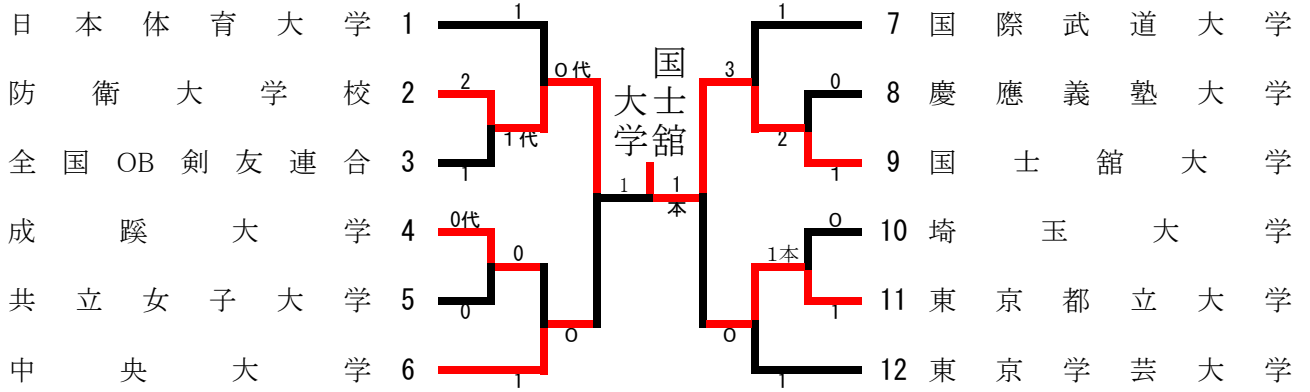 1 1
日本体育大学 1 7 国際武道大学
0代 国士舘大学 3
防衛大学校 2 2 0 8 慶應義塾大学
1代 2
全国OB剣友連合 3 1 1 9 国士舘大学
1 1本
成蹊大学 4 0代 0 10 埼玉大学
0 1本
共立女子大学 5 0 1 11 東京都立大学
0 0
中央大学 6 1 1 12 東京学芸大学